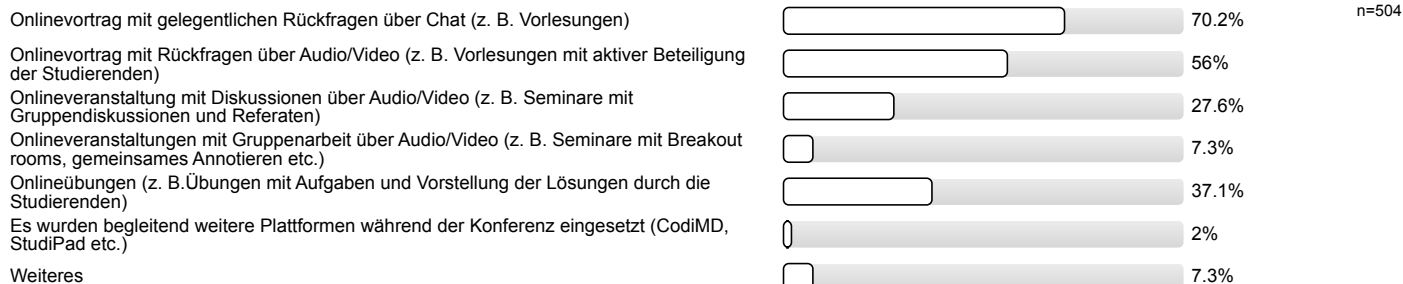 Onlinevortrag mit gelegentlichen Rückfragen über Chat (z. B. Vorlesungen) 70.2% n=504
Onlinevortrag mit Rückfragen über Audio/Video (z. B. Vorlesungen mit aktiver Beteiligung
der Studierenden) 56%
Onlineveranstaltung mit Diskussionen über Audio/Video (z. B. Seminare mit
Gruppendiskussionen und Referaten) 27.6%
Onlineveranstaltungen mit Gruppenarbeit über Audio/Video (z. B. Seminare mit Breakout
rooms, gemeinsames Annotieren etc.) 7.3%
Onlineübungen (z. B.Übungen mit Aufgaben und Vorstellung der Lösungen durch die
Studierenden) 37.1%
Es wurden begleitend weitere Plattformen während der Konferenz eingesetzt (CodiMD,
StudiPad etc.) 2%
Weiteres 7.3%